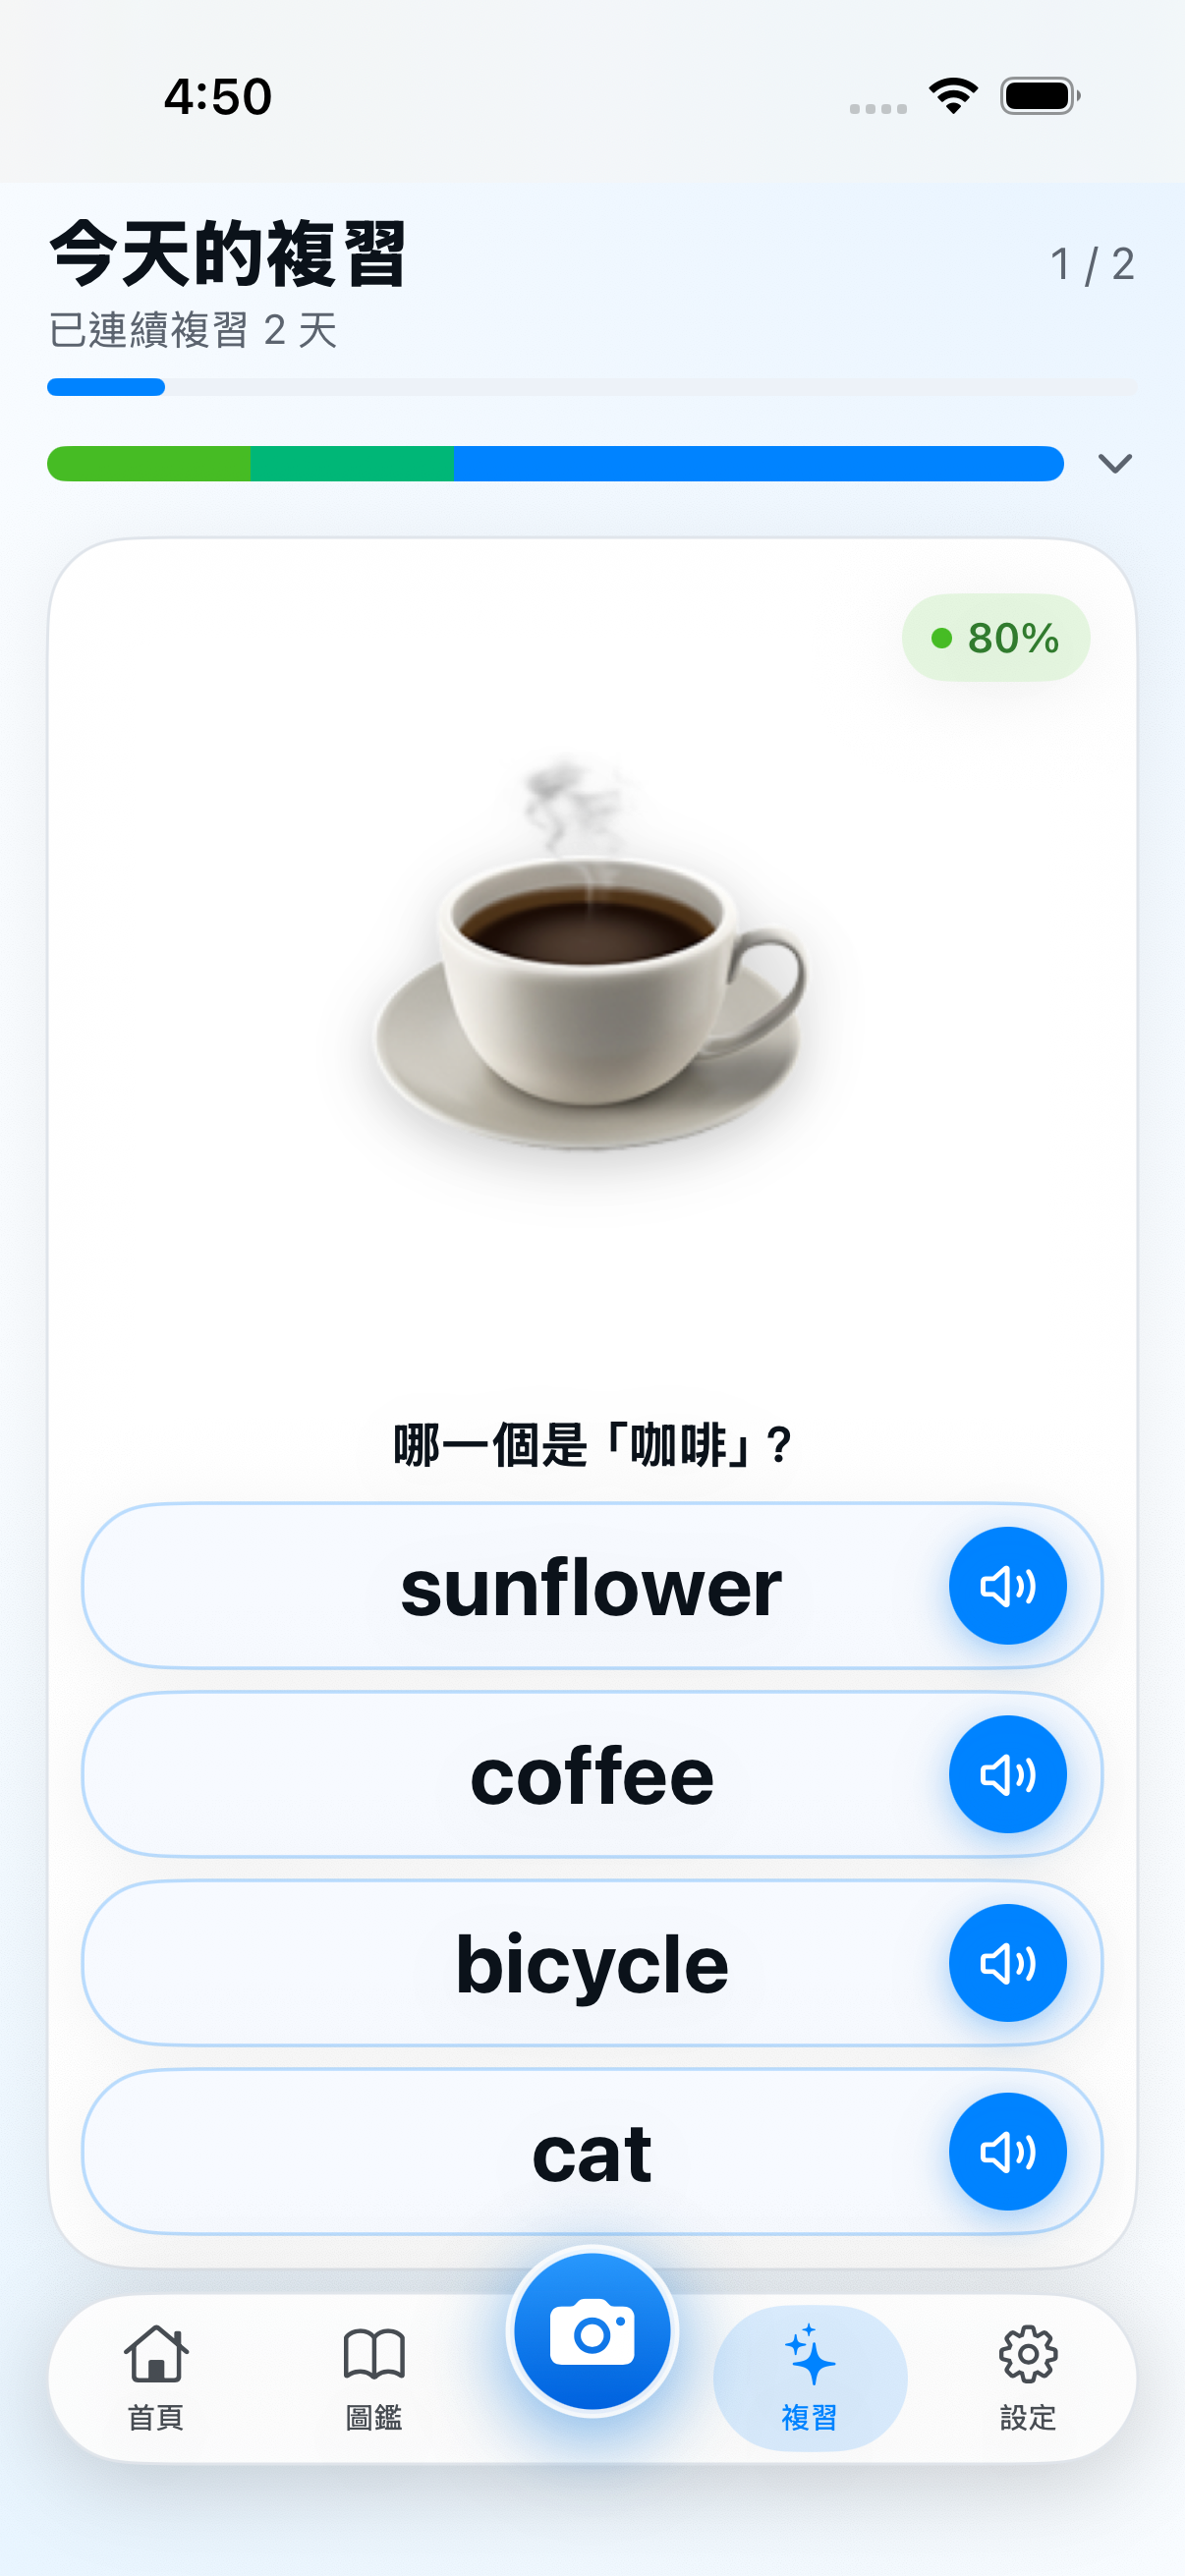 4:50
今天的複習
1 / 2
已連續複習 2 天
80%
哪一個是「咖啡」?
sunflower
coffee
bicycle
cat
首頁
圖鑑
複習
設定